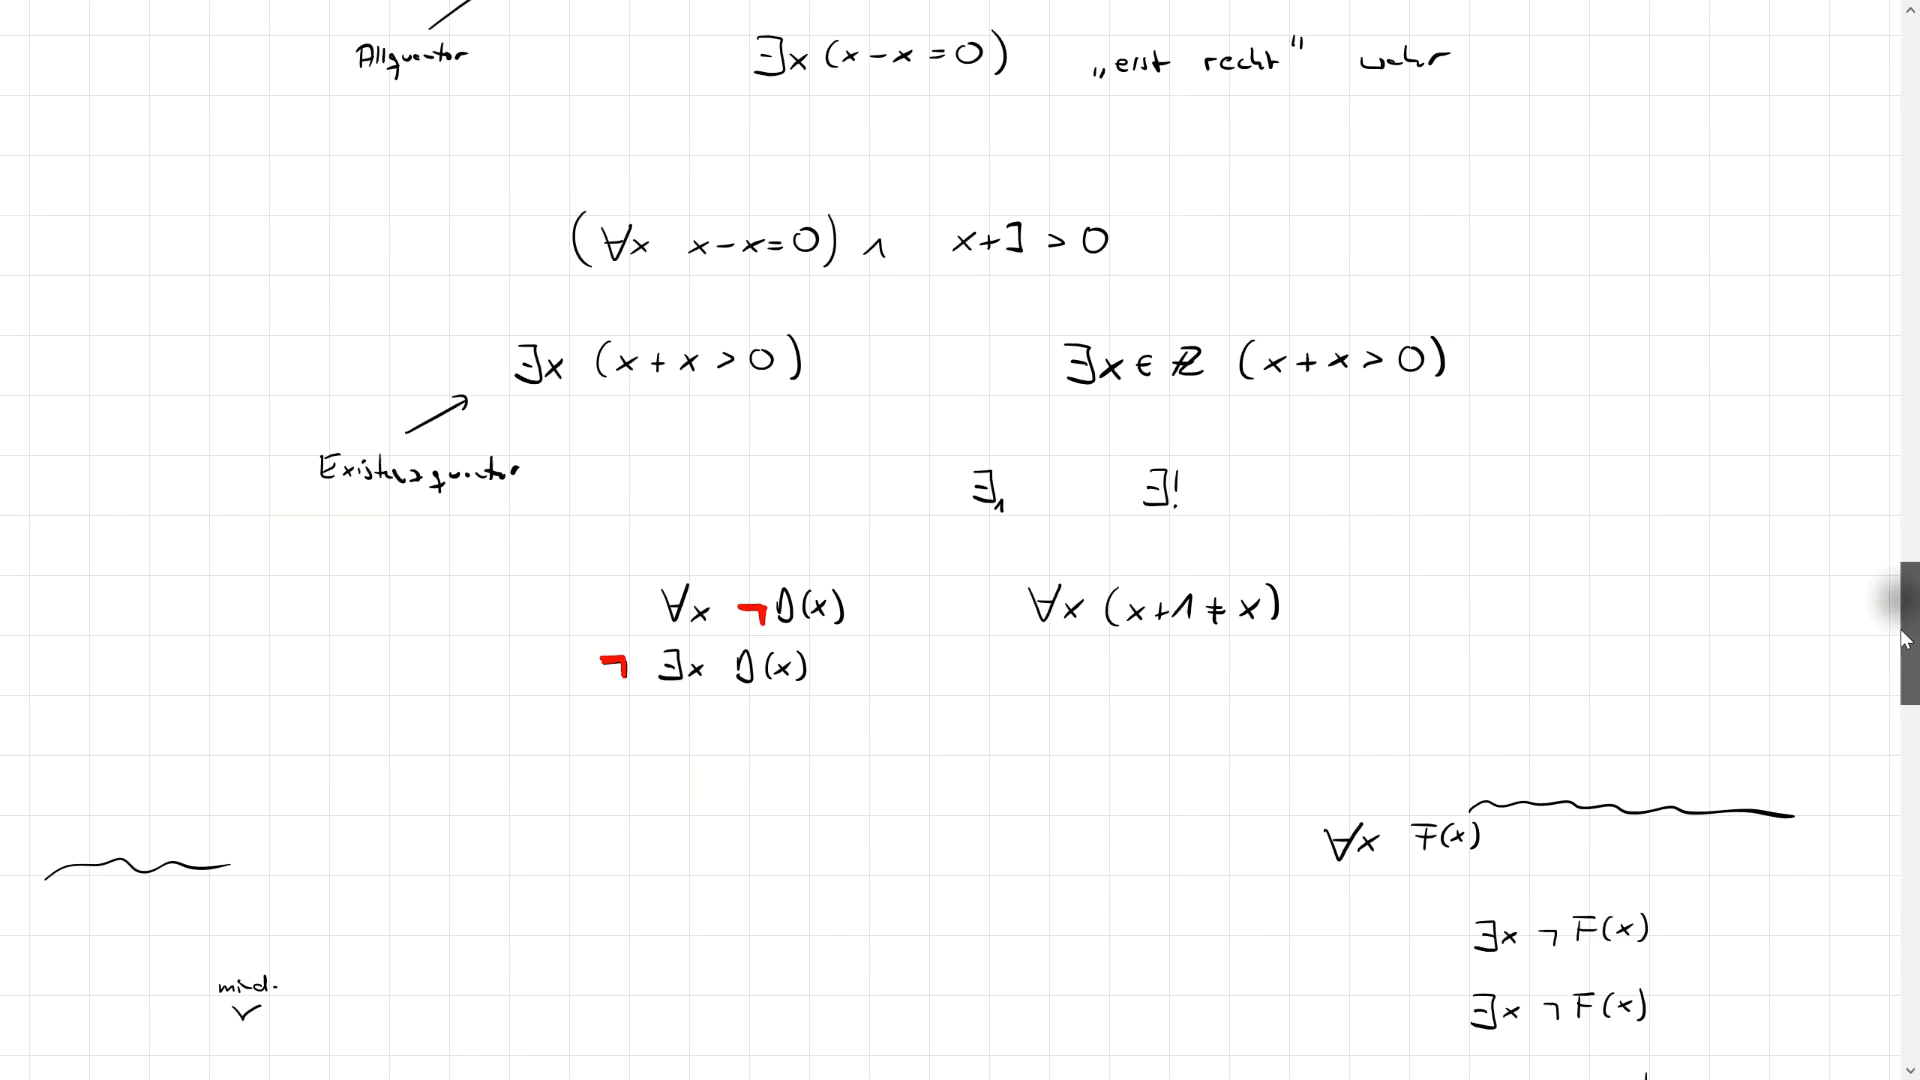 Allquantor ∃x (x-x=0) „erst recht“ wahr
(∀x x-x=0) ∧ x+1 > 0
∃x (x+x>0) ∃x∈ℤ (x+x>0)
Existenzquantor
∃₁ ∃!
∀x ¬D(x) ∀x (x+1≠x)
¬ ∃x D(x)
∀x F(x)
∃x ¬F(x)
mind.
∃x ¬F(x)